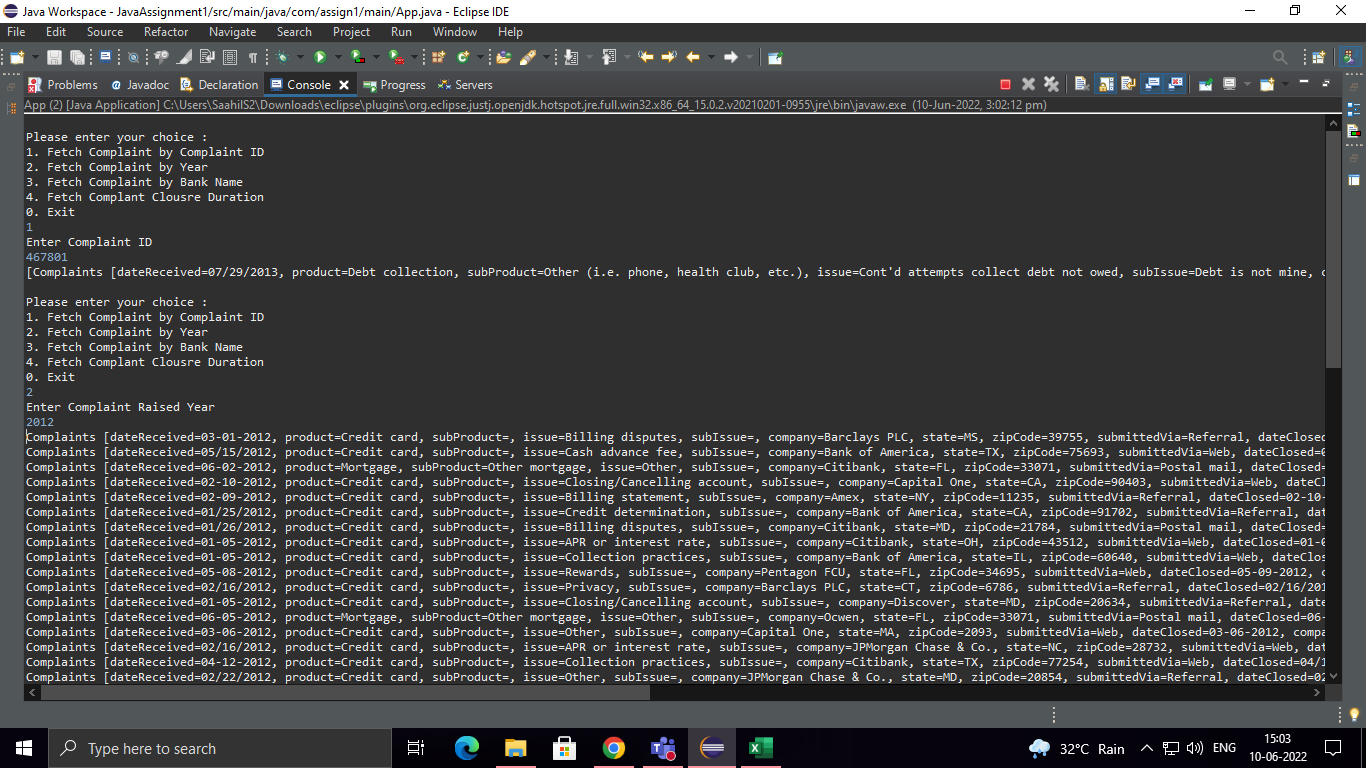 Java Workspace - JavaAssignment1/src/main/java/com/assign1/main/App.java - Eclipse IDE
File Edit Source Refactor Navigate Search Project Run Window Help
Problems @ Javadoc Declaration Console Progress Servers
App (2) [Java Application] C:\Users\SaahilS2\Downloads\eclipse\plugins\org.eclipse.justj.openjdk.hotspot.jre.full.win32.x86_64_15.0.2.v20210201-0955\jre\bin\javaw.exe (10-Jun-2022, 3:02:12 pm)
Please enter your choice :
1. Fetch Complaint by Complaint ID
2. Fetch Complaint by Year
3. Fetch Complaint by Bank Name
4. Fetch Complant Clousre Duration
0. Exit
1
Enter Complaint ID
467801
[Complaints [dateReceived=07/29/2013, product=Debt collection, subProduct=Other (i.e. phone, health club, etc.), issue=Cont'd attempts collect debt not owed, subIssue=Debt is not mine, c
Please enter your choice :
1. Fetch Complaint by Complaint ID
2. Fetch Complaint by Year
3. Fetch Complaint by Bank Name
4. Fetch Complant Clousre Duration
0. Exit
2
Enter Complaint Raised Year
2012
Complaints [dateReceived=03-01-2012, product=Credit card, subProduct=, issue=Billing disputes, subIssue=, company=Barclays PLC, state=MS, zipCode=39755, submittedVia=Referral, dateClosed
Complaints [dateReceived=05/15/2012, product=Credit card, subProduct=, issue=Cash advance fee, subIssue=, company=Bank of America, state=TX, zipCode=75693, submittedVia=Web, dateClosed=0
Complaints [dateReceived=06-02-2012, product=Mortgage, subProduct=Other mortgage, issue=Other, subIssue=, company=Citibank, state=FL, zipCode=33071, submittedVia=Postal mail, dateClosed=
Complaints [dateReceived=02-10-2012, product=Credit card, subProduct=, issue=Closing/Cancelling account, subIssue=, company=Capital One, state=CA, zipCode=90403, submittedVia=Web, dateCl
Complaints [dateReceived=02-09-2012, product=Credit card, subProduct=, issue=Billing statement, subIssue=, company=Amex, state=NY, zipCode=11235, submittedVia=Referral, dateClosed=02-10-
Complaints [dateReceived=01/25/2012, product=Credit card, subProduct=, issue=Credit determination, subIssue=, company=Bank of America, state=CA, zipCode=91702, submittedVia=Referral, dat
Complaints [dateReceived=01/26/2012, product=Credit card, subProduct=, issue=Billing disputes, subIssue=, company=Citibank, state=MD, zipCode=21784, submittedVia=Postal mail, dateClosed=
Complaints [dateReceived=01-05-2012, product=Credit card, subProduct=, issue=APR or interest rate, subIssue=, company=Citibank, state=OH, zipCode=43512, submittedVia=Web, dateClosed=01-0
Complaints [dateReceived=01-05-2012, product=Credit card, subProduct=, issue=Collection practices, subIssue=, company=Bank of America, state=IL, zipCode=60640, submittedVia=Web, dateClos
Complaints [dateReceived=05-08-2012, product=Credit card, subProduct=, issue=Rewards, subIssue=, company=Pentagon FCU, state=FL, zipCode=34695, submittedVia=Web, dateClosed=05-09-2012, c
Complaints [dateReceived=02/16/2012, product=Credit card, subProduct=, issue=Privacy, subIssue=, company=Barclays PLC, state=CT, zipCode=6786, submittedVia=Referral, dateClosed=02/16/201
Complaints [dateReceived=01-05-2012, product=Credit card, subProduct=, issue=Closing/Cancelling account, subIssue=, company=Discover, state=MD, zipCode=20634, submittedVia=Referral, date
Complaints [dateReceived=06-05-2012, product=Mortgage, subProduct=Other mortgage, issue=Other, subIssue=, company=Ocwen, state=FL, zipCode=33071, submittedVia=Postal mail, dateClosed=06-
Complaints [dateReceived=03-06-2012, product=Credit card, subProduct=, issue=Other, subIssue=, company=Capital One, state=MA, zipCode=2093, submittedVia=Web, dateClosed=03-06-2012, compa
Complaints [dateReceived=02/16/2012, product=Credit card, subProduct=, issue=APR or interest rate, subIssue=, company=JPMorgan Chase & Co., state=NC, zipCode=28732, submittedVia=Web, dat
Complaints [dateReceived=04-12-2012, product=Credit card, subProduct=, issue=Collection practices, subIssue=, company=Citibank, state=TX, zipCode=77254, submittedVia=Web, dateClosed=04/1
Complaints [dateReceived=02/22/2012, product=Credit card, subProduct=, issue=Other, subIssue=, company=JPMorgan Chase & Co., state=MD, zipCode=20854, submittedVia=Referral, dateClosed=02
Type here to search
32°C Rain
ENG
15:03
10-06-2022